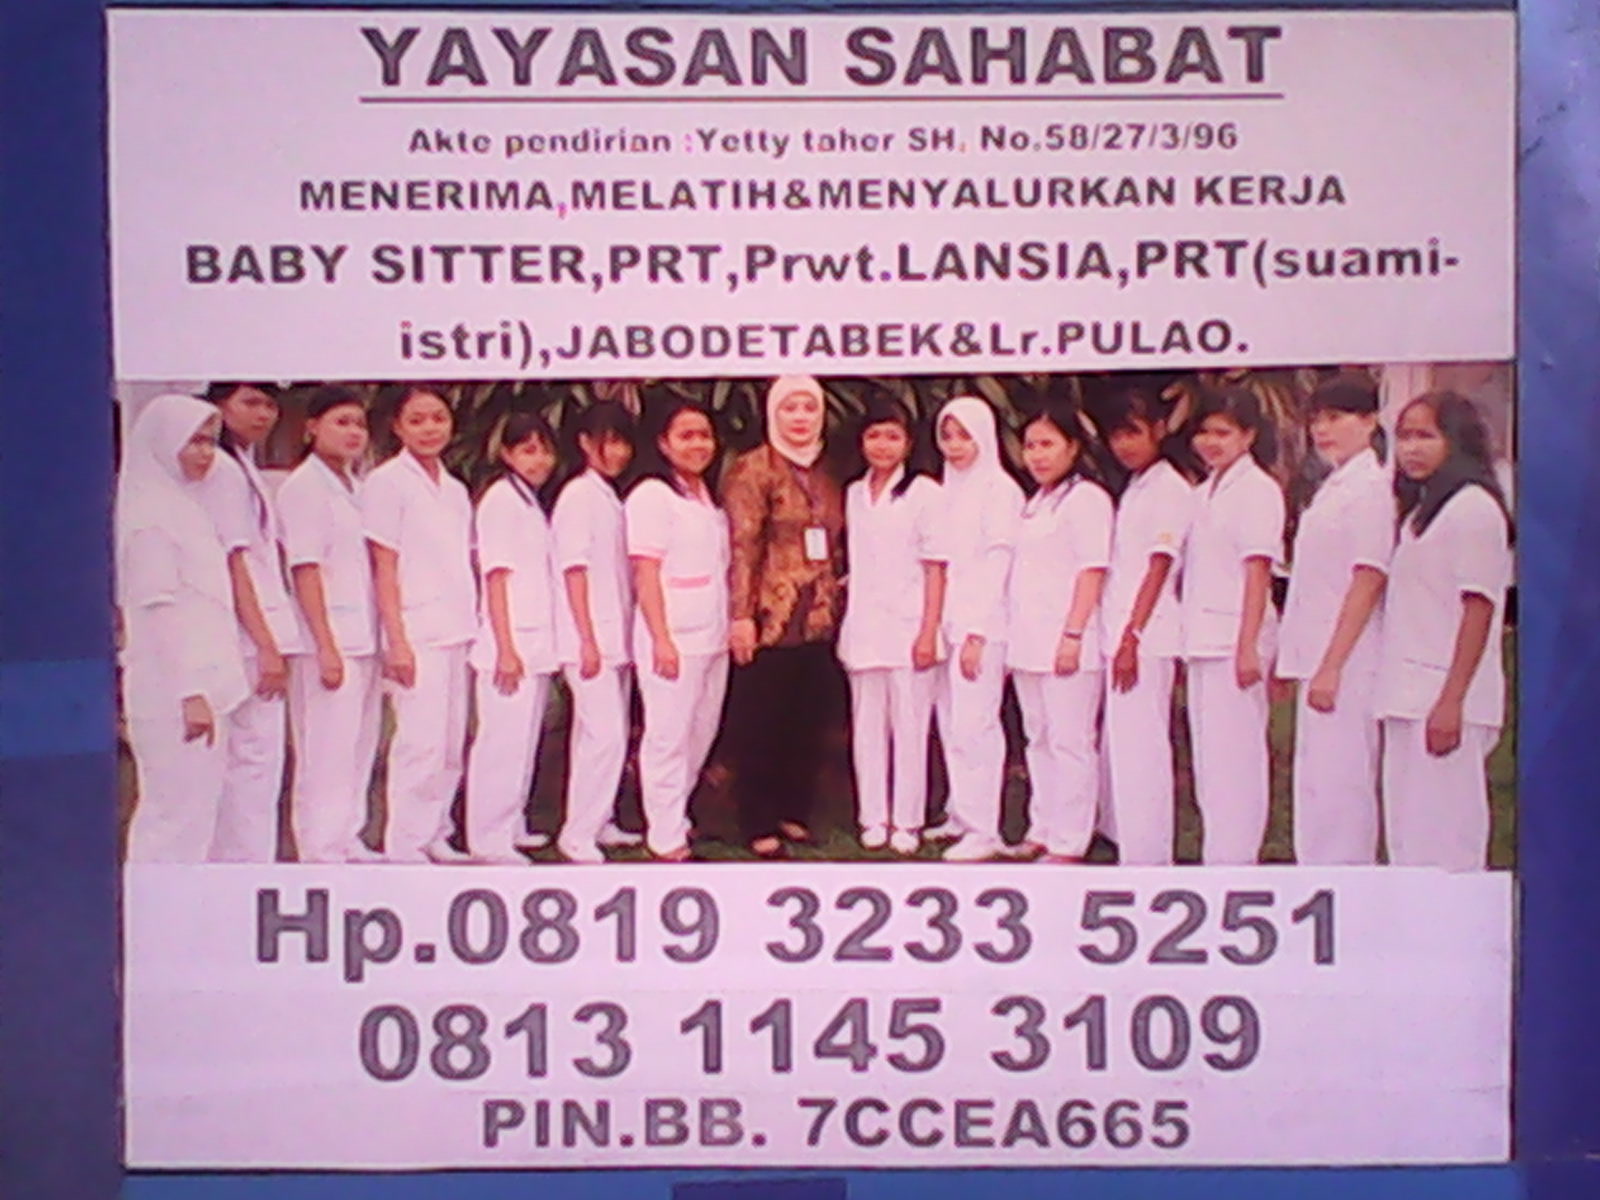 YAYASAN SAHABAT
Akte pendirian :Yetty taher SH. No.58/27/3/96
MENERIMA,MELATIH&MENYALURKAN KERJA
BABY SITTER,PRT,Prwt.LANSIA,PRT(suami-
istri),JABODETABEK&Lr.PULAO.
Hp.0819 3233 5251
0813 1145 3109
PIN.BB. 7CCEA665